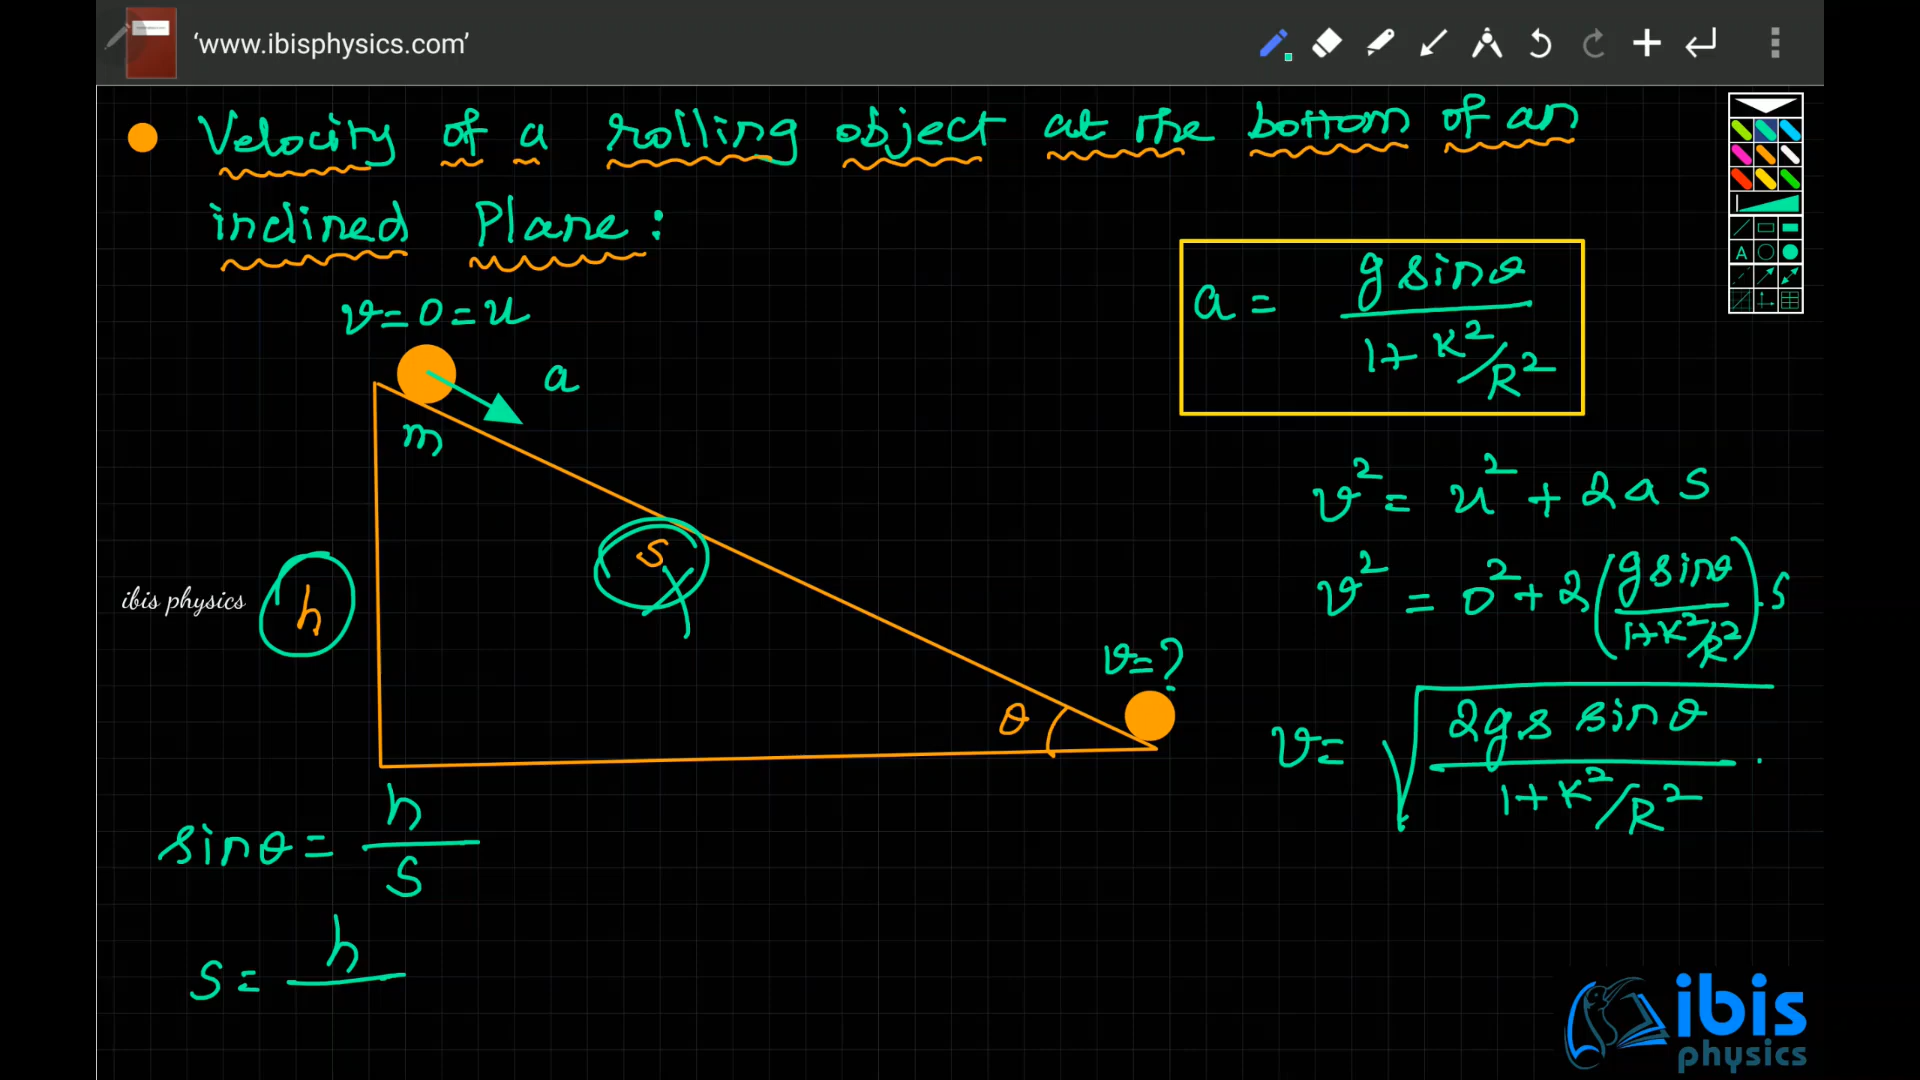 'www.ibisphysics.com'
Velocity of a rolling object at the bottom of an
inclined Plane:
v=0=u
a
m
a = g sinθ / 1+K²/R²
s
h
ibis physics
v² = u² + 2as
v² = 0² + 2(g sinθ / 1+K²/R²).s
v=?
θ
v= √(2gs sinθ / 1+K²/R²).
sinθ = h / s
s = h /
A
ibis
physics